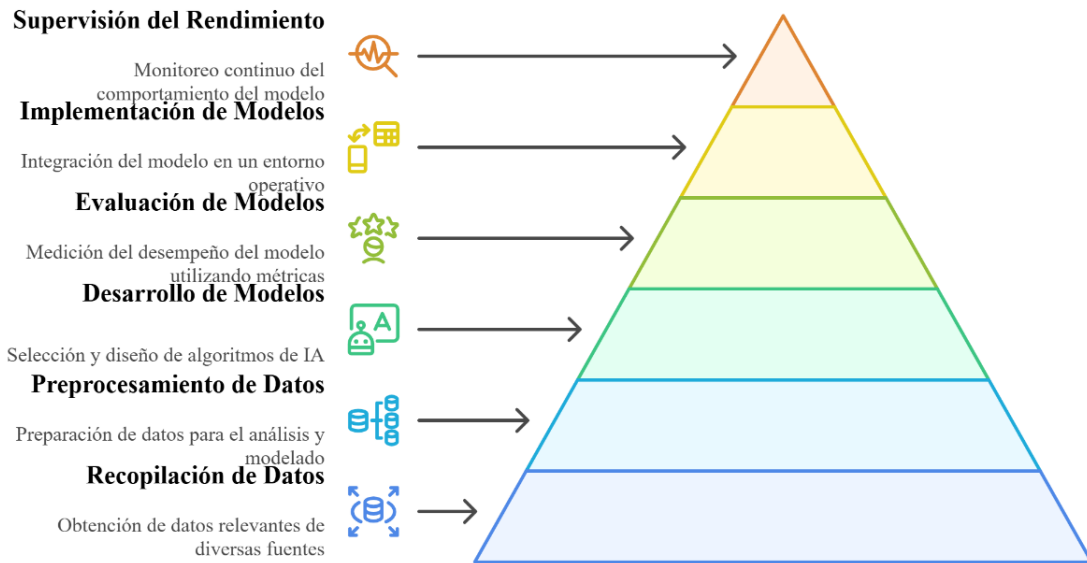 Supervisión del Rendimiento
Monitoreo continuo del
comportamiento del modelo
Implementación de Modelos
Integración del modelo en un entorno
operativo
Evaluación de Modelos
Medición del desempeño del modelo
utilizando métricas
Desarrollo de Modelos
Selección y diseño de algoritmos de IA
Preprocesamiento de Datos
Preparación de datos para el análisis y
modelado
Recopilación de Datos
Obtención de datos relevantes de
diversas fuentes